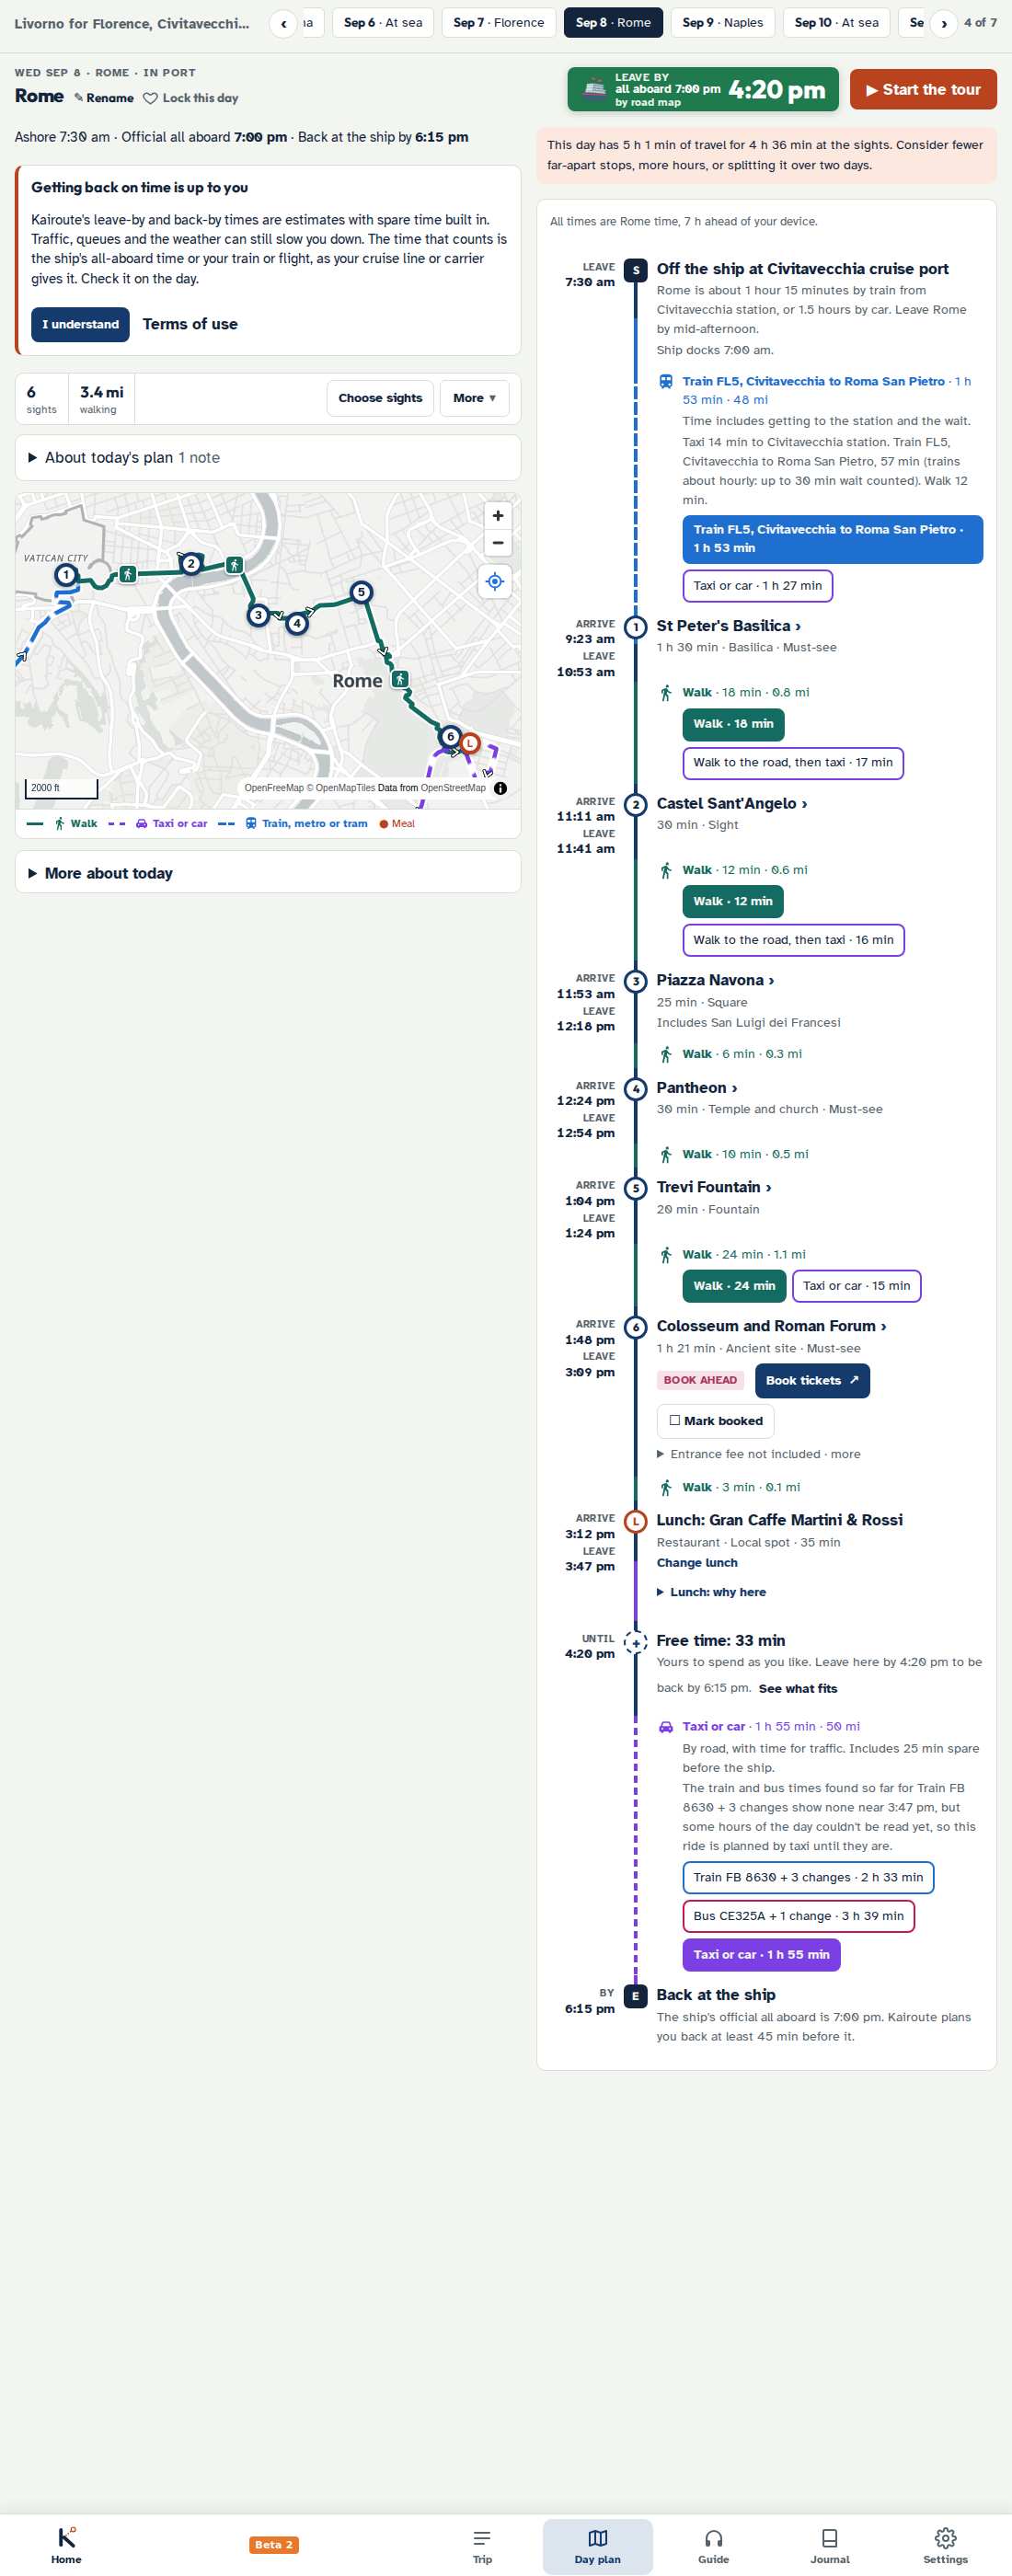 Livorno for Florence, Civitavecchi...
‹
na
Sep 6 · At sea
Sep 7 · Florence
Sep 8 · Rome
Sep 9 · Naples
Sep 10 · At sea
Se
›
4 of 7
WED SEP 8 · ROME · IN PORT
Rome ✎ Rename Lock this day
LEAVE BY
all aboard 7:00 pm
by road map
4:20 pm
▶ Start the tour
Ashore 7:30 am · Official all aboard 7:00 pm · Back at the ship by 6:15 pm
Getting back on time is up to you
Kairoute's leave-by and back-by times are estimates with spare time built in.
Traffic, queues and the weather can still slow you down. The time that counts is
the ship's all-aboard time or your train or flight, as your cruise line or carrier
gives it. Check it on the day.
I understand
Terms of use
6
sights
3.4 mi
walking
Choose sights
More ▾
▶ About today's plan 1 note
VATICAN CITY
1
2
3
4
5
Rome
6
L
+
−
2000 ft
OpenFreeMap © OpenMapTiles Data from OpenStreetMap
Walk
Taxi or car
Train, metro or tram
Meal
▶ More about today
This day has 5 h 1 min of travel for 4 h 36 min at the sights. Consider fewer
far-apart stops, more hours, or splitting it over two days.
All times are Rome time, 7 h ahead of your device.
LEAVE
7:30 am
S
Off the ship at Civitavecchia cruise port
Rome is about 1 hour 15 minutes by train from
Civitavecchia station, or 1.5 hours by car. Leave Rome
by mid-afternoon.
Ship docks 7:00 am.
Train FL5, Civitavecchia to Roma San Pietro · 1 h
53 min · 48 mi
Time includes getting to the station and the wait.
Taxi 14 min to Civitavecchia station. Train FL5,
Civitavecchia to Roma San Pietro, 57 min (trains
about hourly: up to 30 min wait counted). Walk 12
min.
Train FL5, Civitavecchia to Roma San Pietro ·
1 h 53 min
Taxi or car · 1 h 27 min
ARRIVE
9:23 am
LEAVE
10:53 am
1
St Peter's Basilica ›
1 h 30 min · Basilica · Must-see
Walk · 18 min · 0.8 mi
Walk · 18 min
Walk to the road, then taxi · 17 min
ARRIVE
11:11 am
LEAVE
11:41 am
2
Castel Sant'Angelo ›
30 min · Sight
Walk · 12 min · 0.6 mi
Walk · 12 min
Walk to the road, then taxi · 16 min
ARRIVE
11:53 am
LEAVE
12:18 pm
3
Piazza Navona ›
25 min · Square
Includes San Luigi dei Francesi
Walk · 6 min · 0.3 mi
ARRIVE
12:24 pm
LEAVE
12:54 pm
4
Pantheon ›
30 min · Temple and church · Must-see
Walk · 10 min · 0.5 mi
ARRIVE
1:04 pm
LEAVE
1:24 pm
5
Trevi Fountain ›
20 min · Fountain
Walk · 24 min · 1.1 mi
Walk · 24 min
Taxi or car · 15 min
ARRIVE
1:48 pm
LEAVE
3:09 pm
6
Colosseum and Roman Forum ›
1 h 21 min · Ancient site · Must-see
BOOK AHEAD
Book tickets ↗
☐ Mark booked
▶ Entrance fee not included · more
Walk · 3 min · 0.1 mi
ARRIVE
3:12 pm
LEAVE
3:47 pm
L
Lunch: Gran Caffe Martini & Rossi
Restaurant · Local spot · 35 min
Change lunch
▶ Lunch: why here
UNTIL
4:20 pm
+
Free time: 33 min
Yours to spend as you like. Leave here by 4:20 pm to be
back by 6:15 pm. See what fits
Taxi or car · 1 h 55 min · 50 mi
By road, with time for traffic. Includes 25 min spare
before the ship.
The train and bus times found so far for Train FB
8630 + 3 changes show none near 3:47 pm, but
some hours of the day couldn't be read yet, so this
ride is planned by taxi until they are.
Train FB 8630 + 3 changes · 2 h 33 min
Bus CE325A + 1 change · 3 h 39 min
Taxi or car · 1 h 55 min
BY
6:15 pm
E
Back at the ship
The ship's official all aboard is 7:00 pm. Kairoute plans
you back at least 45 min before it.
Home
Beta 2
Trip
Day plan
Guide
Journal
Settings